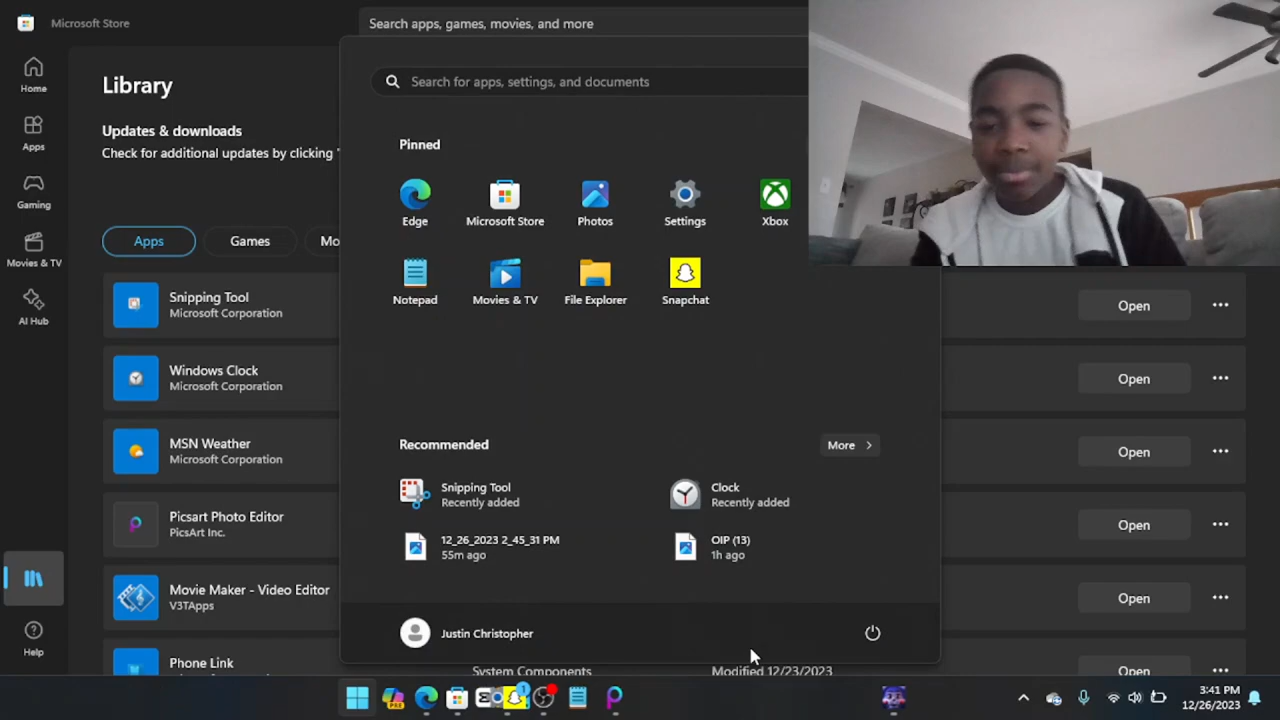 Microsoft Store
Search apps, games, movies, and more
Home
Apps
Gaming
Movies & TV
AI Hub
Help
Library
Updates & downloads
Check for additional updates by clicking '
Apps
Games
Mo
Snipping Tool
Microsoft Corporation
Windows Clock
Microsoft Corporation
MSN Weather
Microsoft Corporation
Picsart Photo Editor
PicsArt Inc.
Movie Maker - Video Editor
V3TApps
Phone Link
System Components
Modified 12/23/2023
Open
Open
Open
Open
Open
Open
Search for apps, settings, and documents
Pinned
Edge
Microsoft Store
Photos
Settings
Xbox
Notepad
Movies & TV
File Explorer
Snapchat
Recommended
More
Snipping Tool
Recently added
Clock
Recently added
12_26_2023 2_45_31 PM
55m ago
OIP (13)
1h ago
Justin Christopher
PRE
1
3:41 PM
12/26/2023